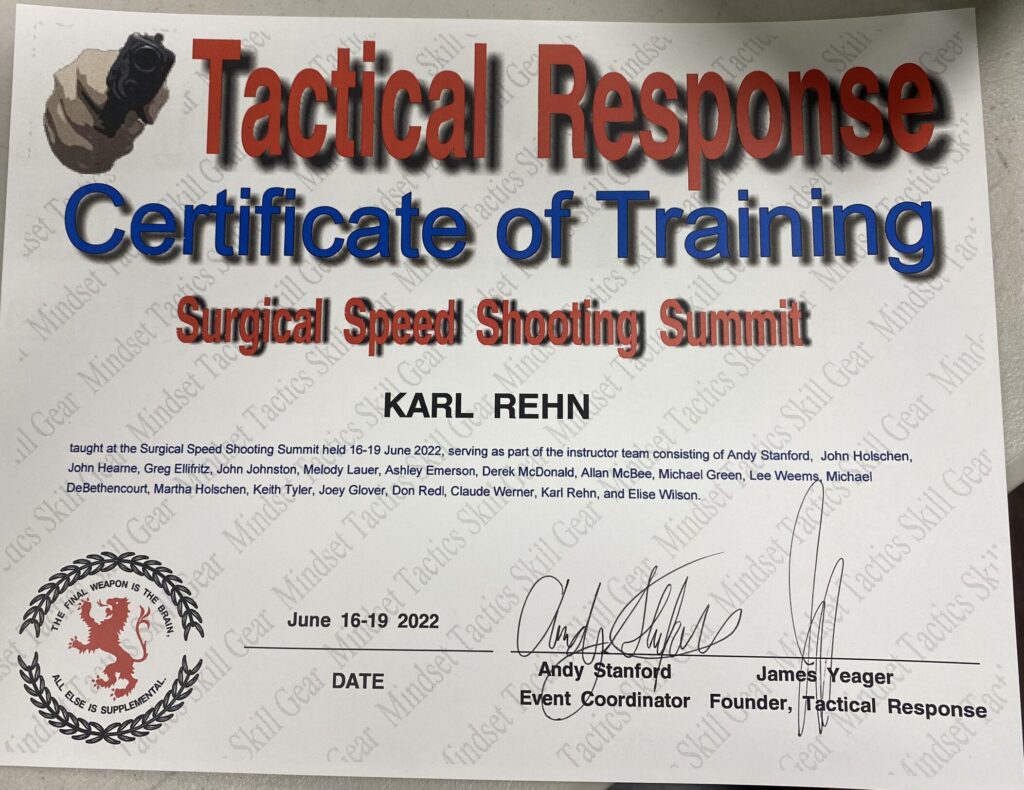 Tactical Response
Certificate of Training
Surgical Speed Shooting Summit
KARL REHN
taught at the Surgical Speed Shooting Summit held 16-19 June 2022, serving as part of the instructor team consisting of Andy Stanford, John Holschen,
John Hearne, Greg Ellifritz, John Johnston, Melody Lauer, Ashley Emerson, Derek McDonald, Allan McBee, Michael Green, Lee Weems, Michael
DeBethencourt, Martha Holschen, Keith Tyler, Joey Glover, Don Redl, Claude Werner, Karl Rehn, and Elise Wilson.
THE FINAL WEAPON IS THE BRAIN.
ALL ELSE IS SUPPLEMENTAL.
June 16-19 2022
DATE
Andy Stanford
Event Coordinator
James Yeager
Founder, Tactical Response
Mindset Tactics Skill Gear